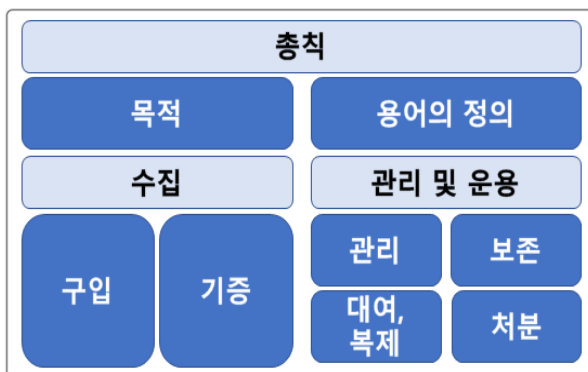 총칙
목적
용어의 정의
수집
관리 및 운용
구입
기증
관리
보존
대여,
복제
처분